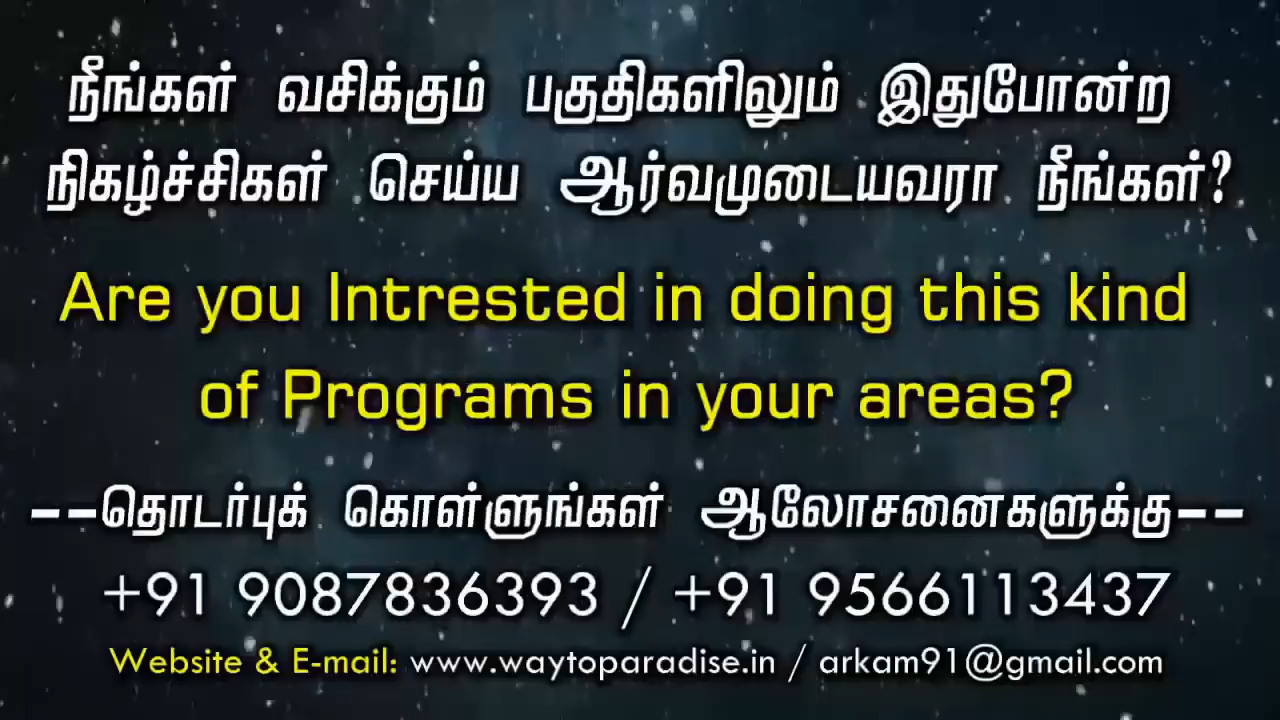 நீங்கள் வசிக்கும் பகுதிகளிலும் இதுபோன்ற
நிகழ்ச்சிகள் செய்ய ஆர்வமுடையவரா நீங்கள்?
Are you Intrested in doing this kind
of Programs in your areas?
--தொடர்புக் கொள்ளுங்கள் ஆலோசனைகளுக்கு--
+91 9087836393 / +91 9566113437
Website & E-mail: www.waytoparadise.in / arkam91@gmail.com